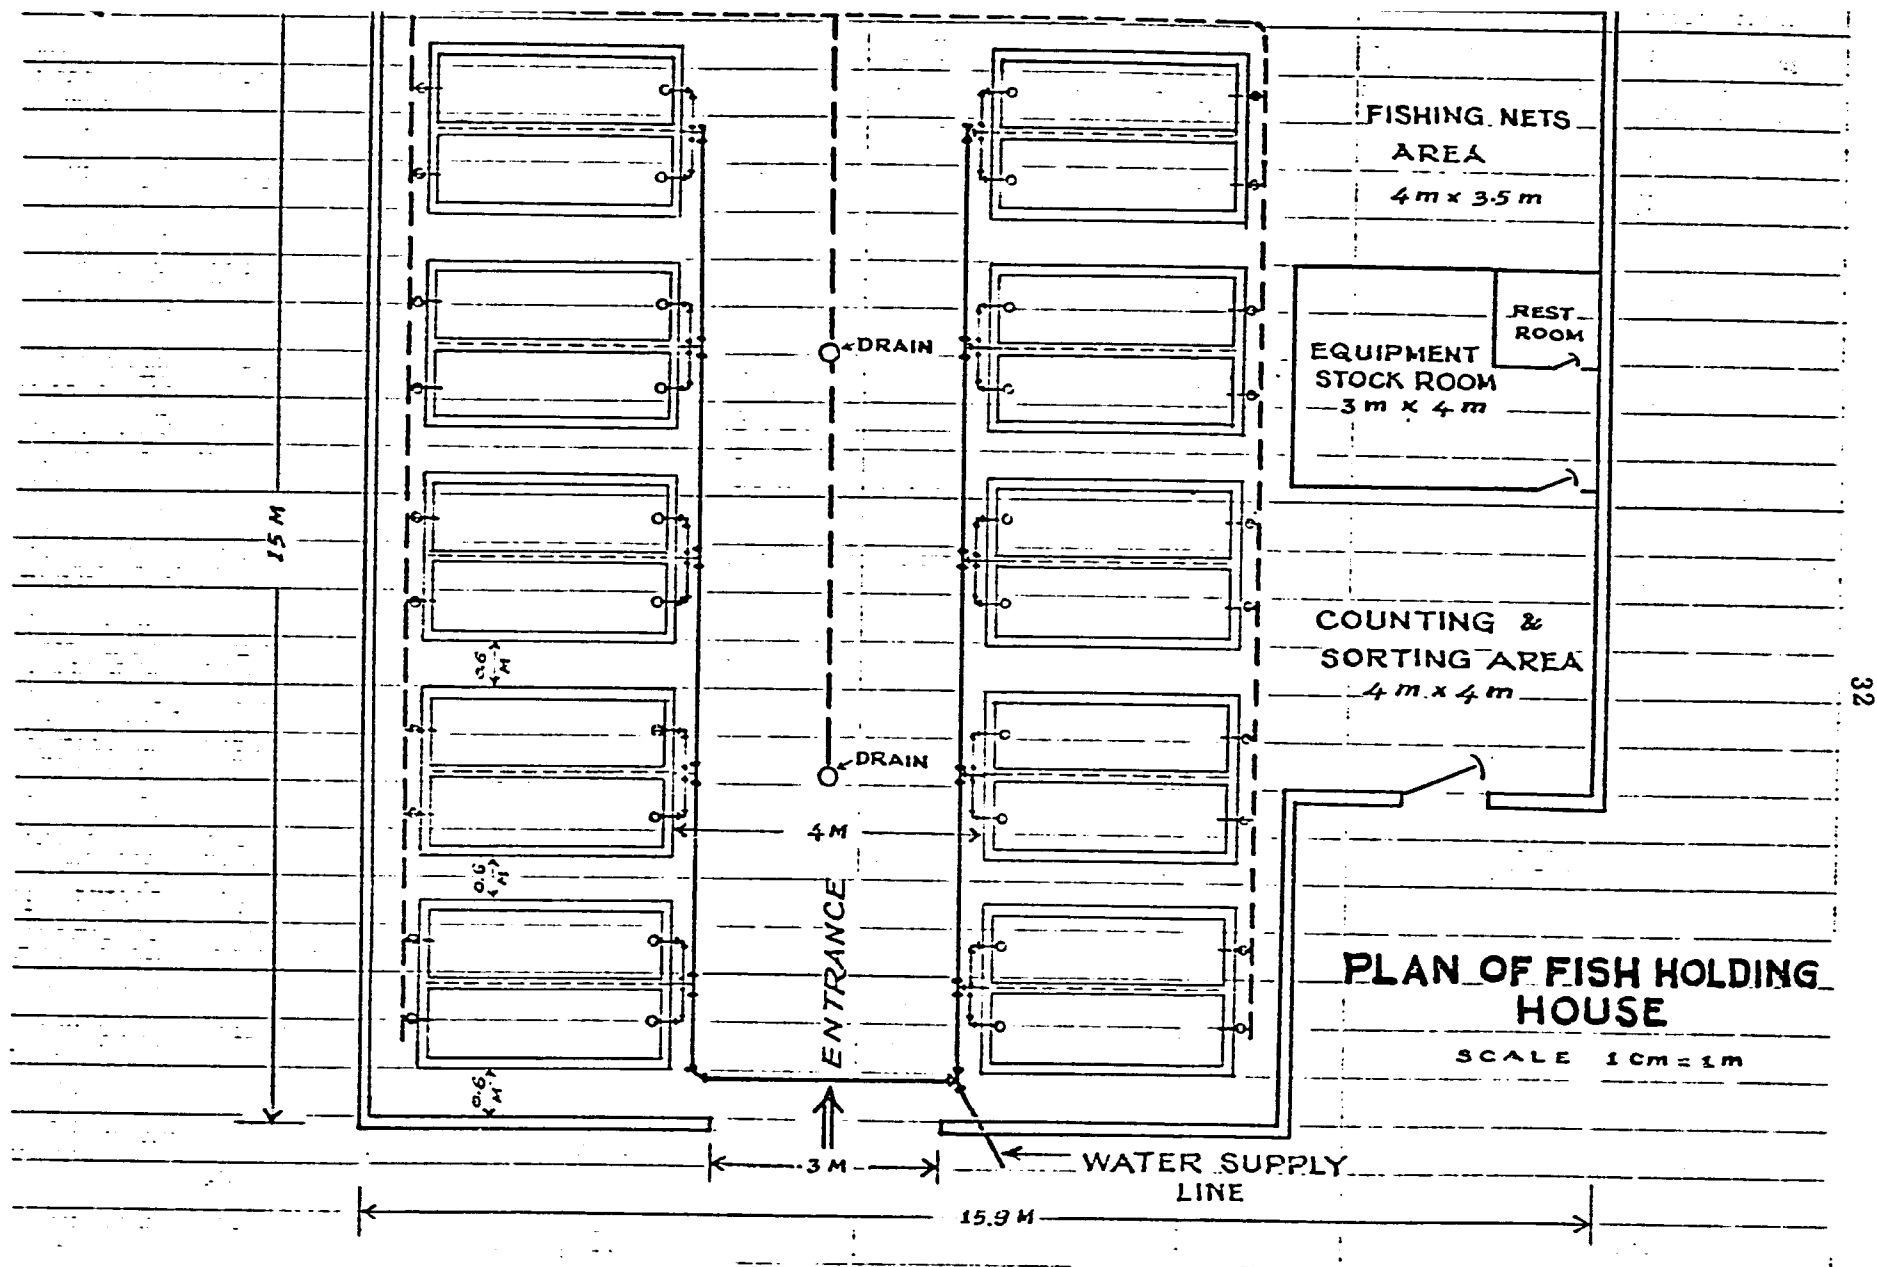 FISHING NETS
AREA
4m x 3.5m
REST
ROOM
DRAIN
EQUIPMENT
STOCK ROOM
3m x 4m
15 M
COUNTING &
SORTING AREA
4m x 4m
0.6
M
32
DRAIN
4 M
0.6
M
ENTRANCE
PLAN OF FISH HOLDING
HOUSE
SCALE 1 Cm = 1m
0.6
M
3 M
WATER SUPPLY
LINE
15.9 M